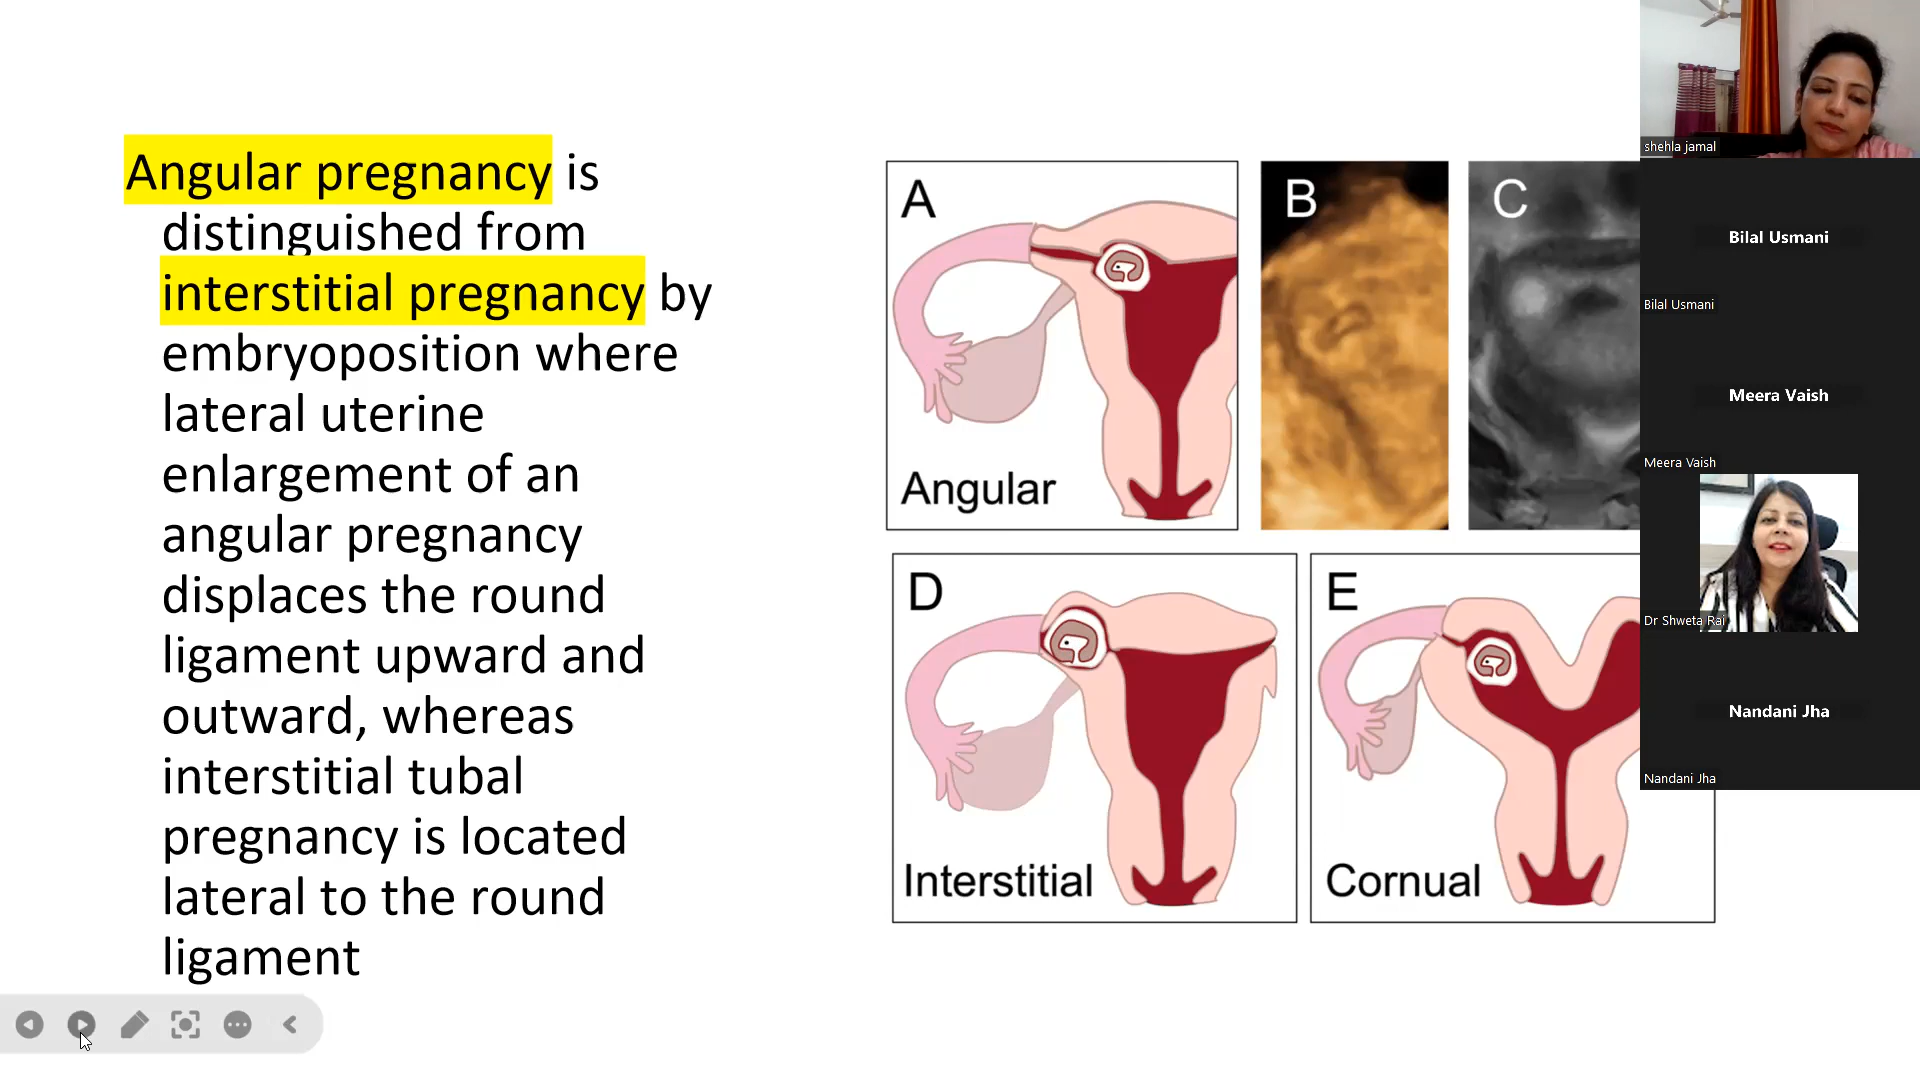 Angular pregnancy is
distinguished from
interstitial pregnancy by
embryoposition where
lateral uterine
enlargement of an
angular pregnancy
displaces the round
ligament upward and
outward, whereas
interstitial tubal
pregnancy is located
lateral to the round
ligament
A
Angular
B
C
D
Interstitial
E
Cornual
shehla jamal
Bilal Usmani
Bilal Usmani
Meera Vaish
Meera Vaish
Dr Shweta Rai
Nandani Jha
Nandani Jha